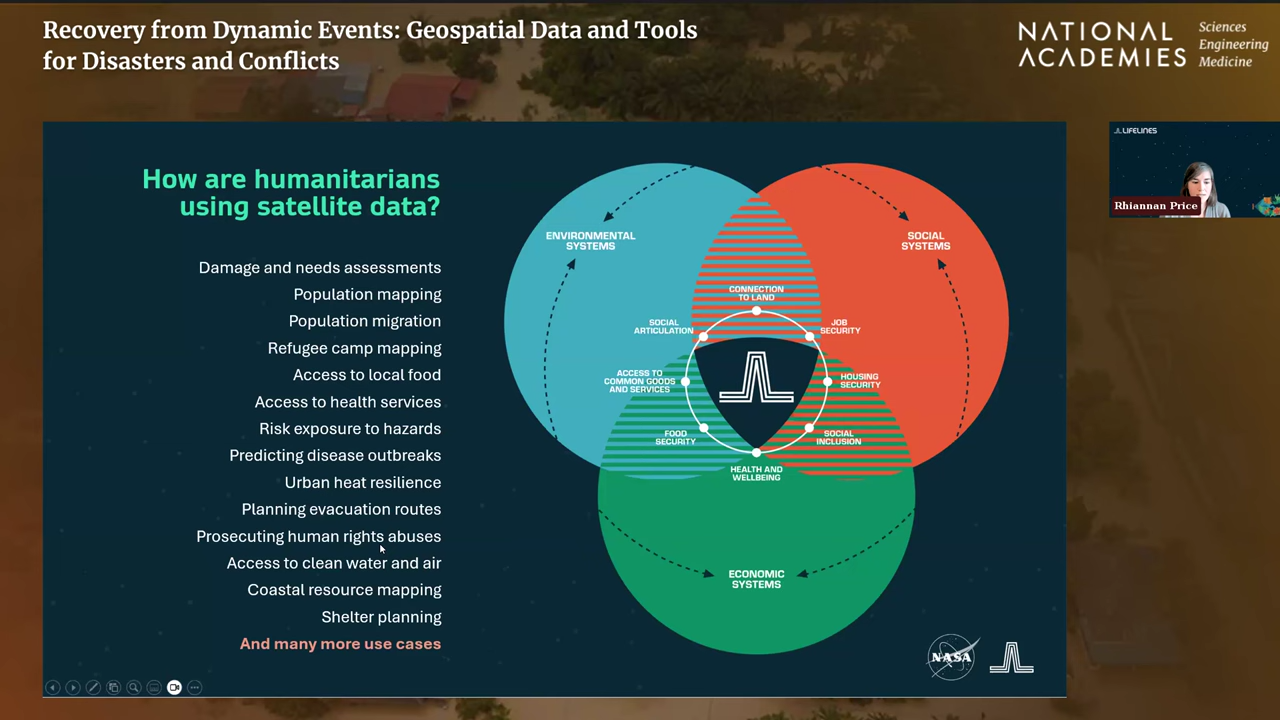 Recovery from Dynamic Events: Geospatial Data and Tools
for Disasters and Conflicts
NATIONAL
ACADEMIES
Sciences
Engineering
Medicine
How are humanitarians
using satellite data?
Damage and needs assessments
Population mapping
Population migration
Refugee camp mapping
Access to local food
Access to health services
Risk exposure to hazards
Predicting disease outbreaks
Urban heat resilience
Planning evacuation routes
Prosecuting human rights abuses
Access to clean water and air
Coastal resource mapping
Shelter planning
And many more use cases
ENVIRONMENTAL
SYSTEMS
SOCIAL
SYSTEMS
CONNECTION
TO LAND
SOCIAL
ARTICULATION
JOB
SECURITY
ACCESS TO
COMMON GOODS
AND SERVICES
HOUSING
SECURITY
FOOD
SECURITY
SOCIAL
INCLUSION
HEALTH AND
WELLBEING
ECONOMIC
SYSTEMS
NASA
LIFELINES
Rhiannan Price